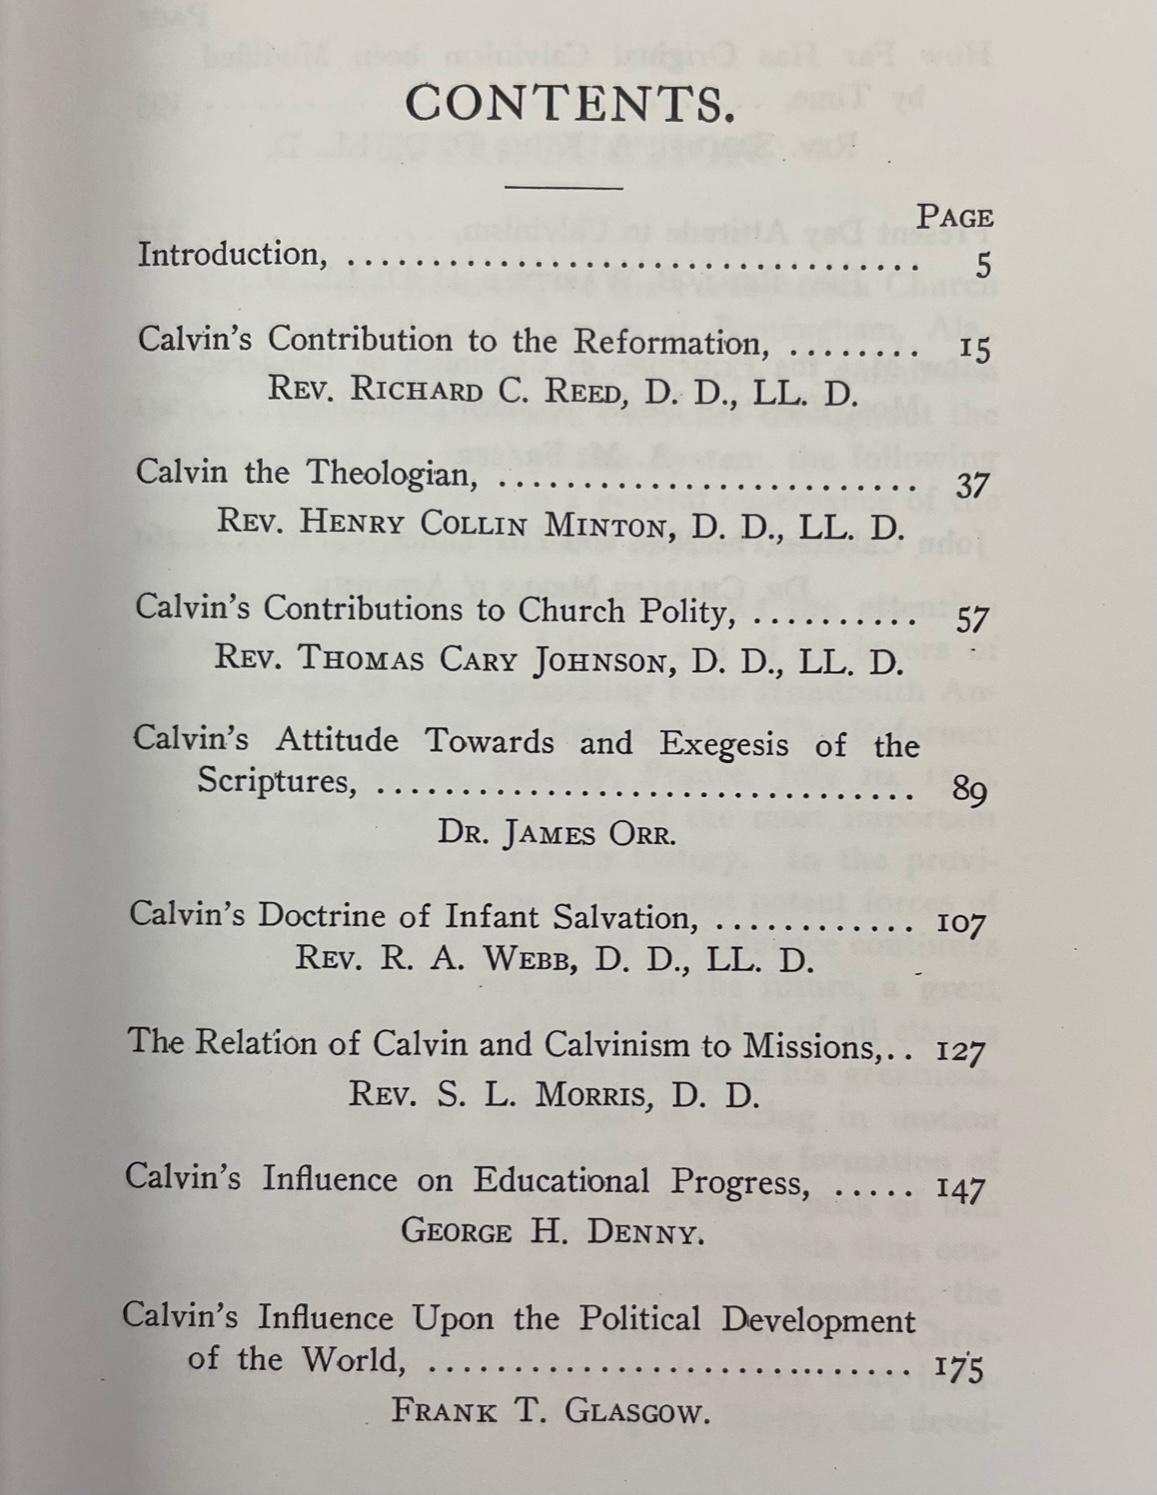 CONTENTS.
PAGE
Introduction, .................................. 5
Calvin's Contribution to the Reformation, ........ 15
REV. RICHARD C. REED, D. D., LL. D.
Calvin the Theologian, ......................... 37
REV. HENRY COLLIN MINTON, D. D., LL. D.
Calvin's Contributions to Church Polity, .......... 57
REV. THOMAS CARY JOHNSON, D. D., LL. D.
Calvin's Attitude Towards and Exegesis of the
Scriptures, ................................ 89
DR. JAMES ORR.
Calvin's Doctrine of Infant Salvation, ............ 107
REV. R. A. WEBB, D. D., LL. D.
The Relation of Calvin and Calvinism to Missions,.. 127
REV. S. L. MORRIS, D. D.
Calvin's Influence on Educational Progress, ..... 147
GEORGE H. DENNY.
Calvin's Influence Upon the Political Development
of the World, ............................. 175
FRANK T. GLASGOW.